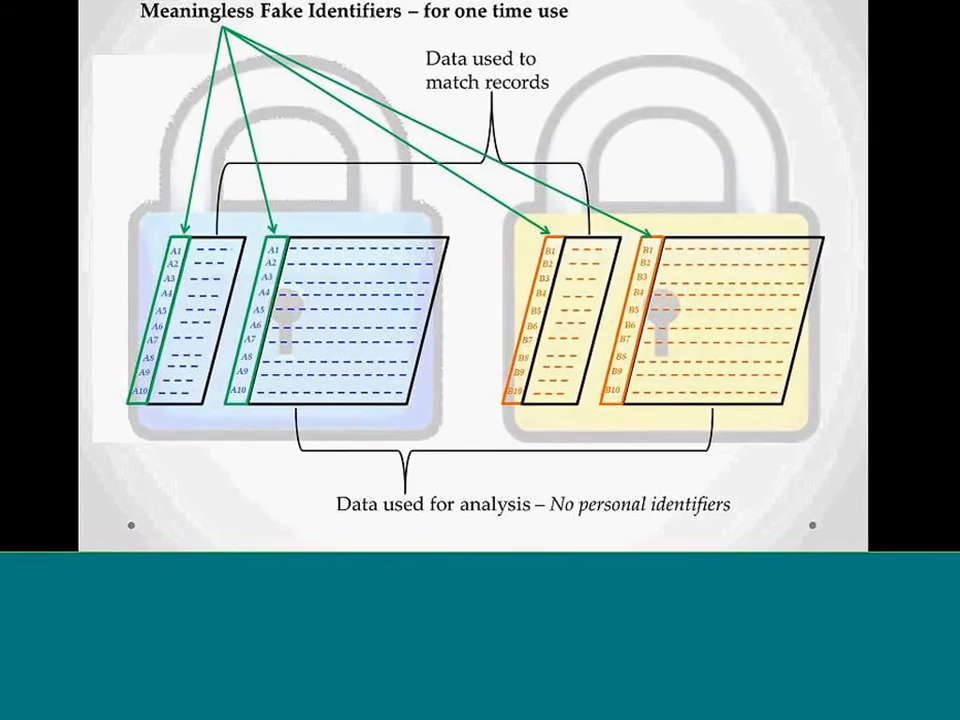 Meaningless Fake Identifiers – for one time use
Data used to
match records
A1
A2
A3
A4
A5
A6
A7
A8
A9
A10
A1
A2
A3
A4
A5
A6
A7
A8
A9
A10
B1
B2
B3
B4
B5
B6
B7
B8
B9
B10
B1
B2
B3
B4
B5
B6
B7
B8
B9
B10
Data used for analysis – No personal identifiers